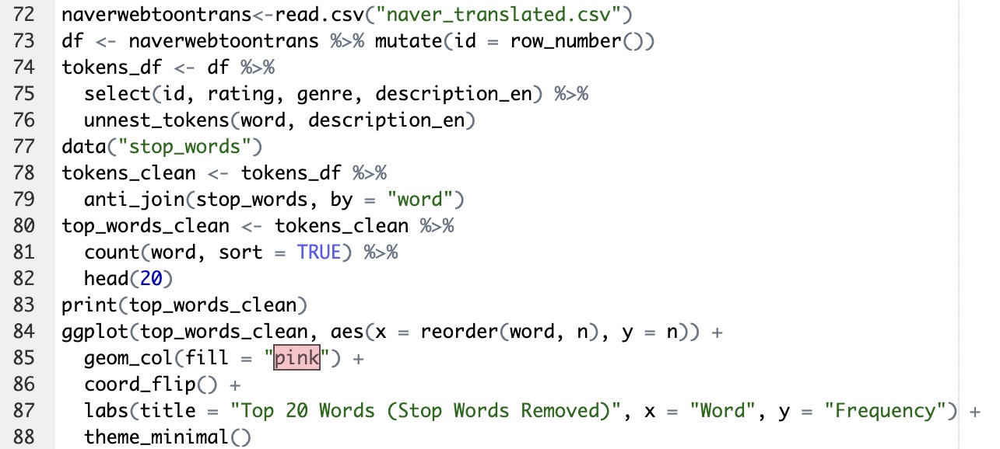 72 naverwebtoontrans<-read.csv("naver_translated.csv")
73 df <- naverwebtoontrans %>% mutate(id = row_number())
74 tokens_df <- df %>%
75   select(id, rating, genre, description_en) %>%
76   unnest_tokens(word, description_en)
77 data("stop_words")
78 tokens_clean <- tokens_df %>%
79   anti_join(stop_words, by = "word")
80 top_words_clean <- tokens_clean %>%
81   count(word, sort = TRUE) %>%
82   head(20)
83 print(top_words_clean)
84 ggplot(top_words_clean, aes(x = reorder(word, n), y = n)) +
85   geom_col(fill = "pink") +
86   coord_flip() +
87   labs(title = "Top 20 Words (Stop Words Removed)", x = "Word", y = "Frequency") +
88   theme_minimal()